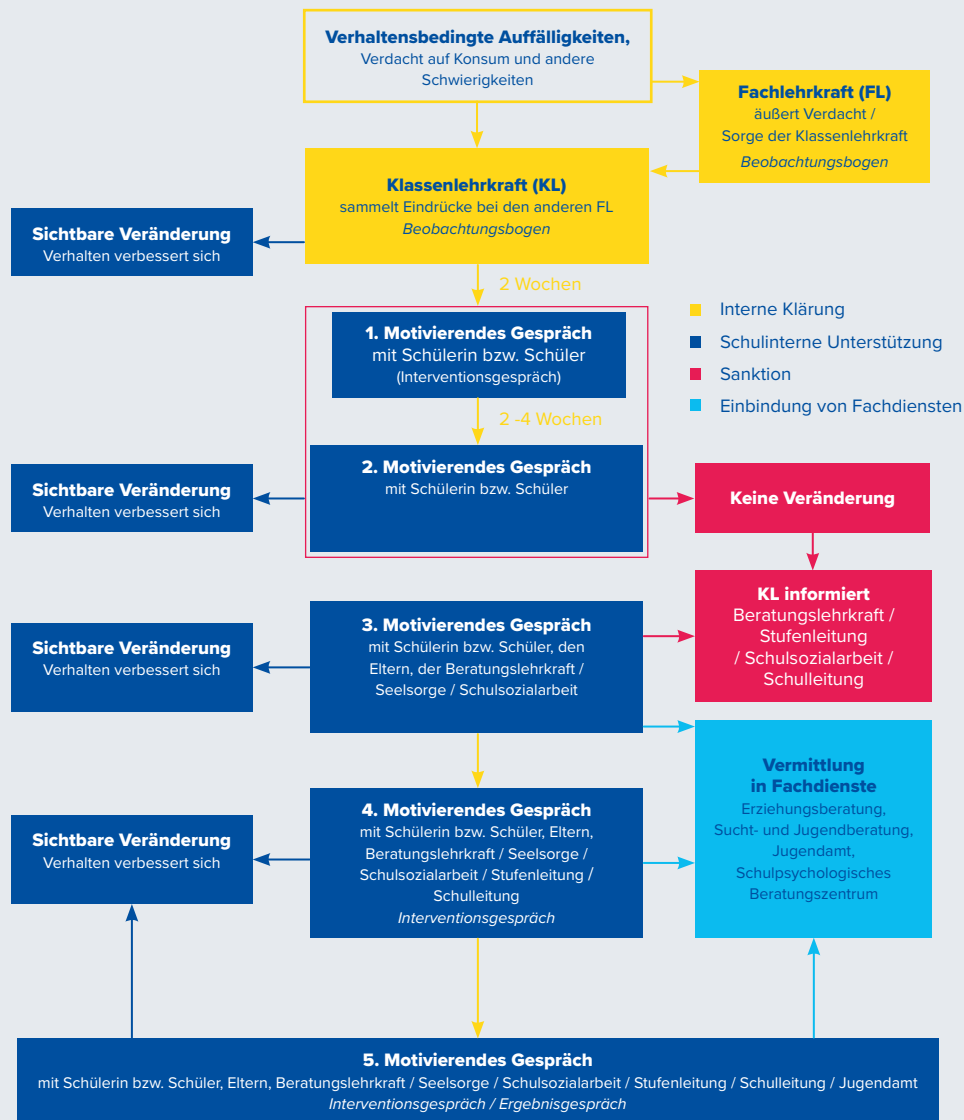 Verhaltensbedingte Auffälligkeiten,
Verdacht auf Konsum und andere
Schwierigkeiten
Fachlehrkraft (FL)
äußert Verdacht /
Sorge der Klassenlehrkraft
Beobachtungsbogen
Klassenlehrkraft (KL)
sammelt Eindrücke bei den anderen FL
Beobachtungsbogen
Sichtbare Veränderung
Verhalten verbessert sich
2 Wochen
Interne Klärung
Schulinterne Unterstützung
Sanktion
Einbindung von Fachdiensten
1. Motivierendes Gespräch
mit Schülerin bzw. Schüler
(Interventionsgespräch)
2 -4 Wochen
2. Motivierendes Gespräch
mit Schülerin bzw. Schüler
Sichtbare Veränderung
Verhalten verbessert sich
Keine Veränderung
KL informiert
Beratungslehrkraft /
Stufenleitung
/ Schulsozialarbeit /
Schulleitung
3. Motivierendes Gespräch
mit Schülerin bzw. Schüler, den
Eltern, der Beratungslehrkraft /
Seelsorge / Schulsozialarbeit
Sichtbare Veränderung
Verhalten verbessert sich
Vermittlung
in Fachdienste
Erziehungsberatung,
Sucht- und Jugendberatung,
Jugendamt,
Schulpsychologisches
Beratungszentrum
4. Motivierendes Gespräch
mit Schülerin bzw. Schüler, Eltern,
Beratungslehrkraft / Seelsorge /
Schulsozialarbeit / Stufenleitung /
Schulleitung
Interventionsgespräch
Sichtbare Veränderung
Verhalten verbessert sich
5. Motivierendes Gespräch
mit Schülerin bzw. Schüler, Eltern, Beratungslehrkraft / Seelsorge / Schulsozialarbeit / Stufenleitung / Schulleitung / Jugendamt
Interventionsgespräch / Ergebnisgespräch